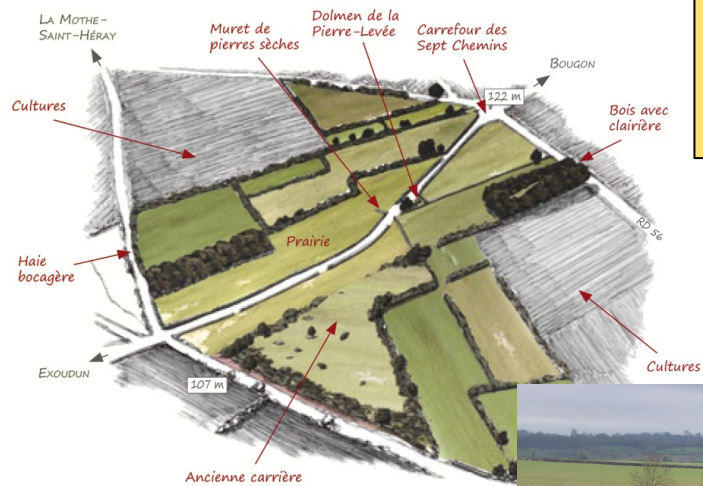 LA MOTHE-
SAINT-HÉRAY
Muret de
pierres sèches
Dolmen de la
Pierre-Levée
Carrefour des
Sept Chemins
BOUGON
122 m
Cultures
Bois avec
clairière
Prairie
RD 56
Haie
bocagère
EXOUDUN
107 m
Cultures
Ancienne carrière